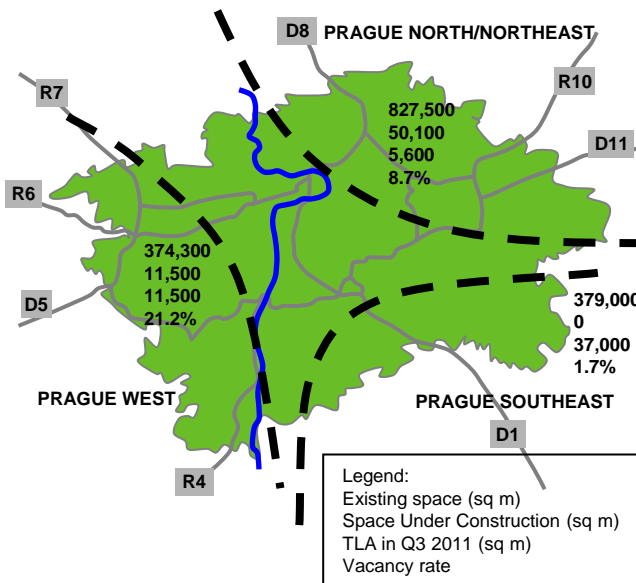 D8
PRAGUE NORTH/NORTHEAST
R7
R10
827,500
50,100
5,600
8.7%
D11
R6
374,300
11,500
11,500
21.2%
D5
379,000
0
37,000
1.7%
PRAGUE WEST
PRAGUE SOUTHEAST
D1
R4
Legend:
Existing space (sq m)
Space Under Construction (sq m)
TLA in Q3 2011 (sq m)
Vacancy rate